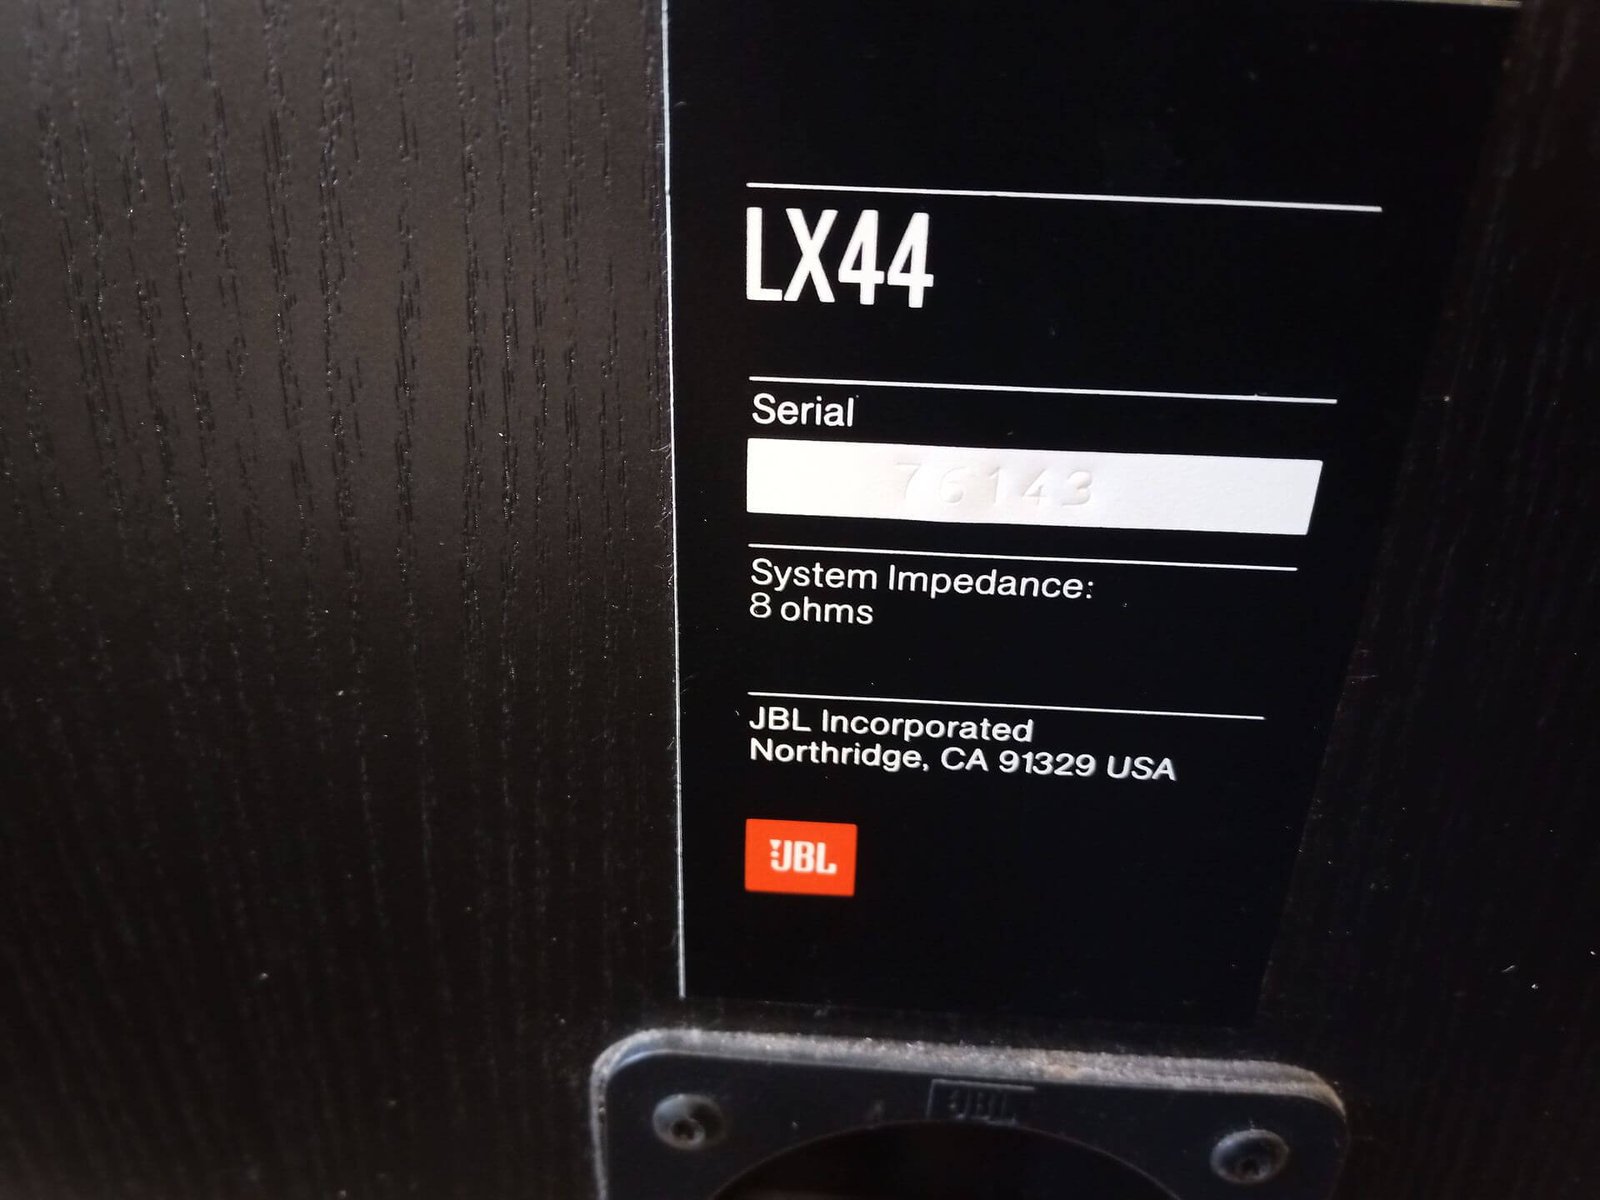 LX44
Serial
76143
System Impedance:
8 ohms
JBL Incorporated
Northridge, CA 91329 USA
JBL
JBL